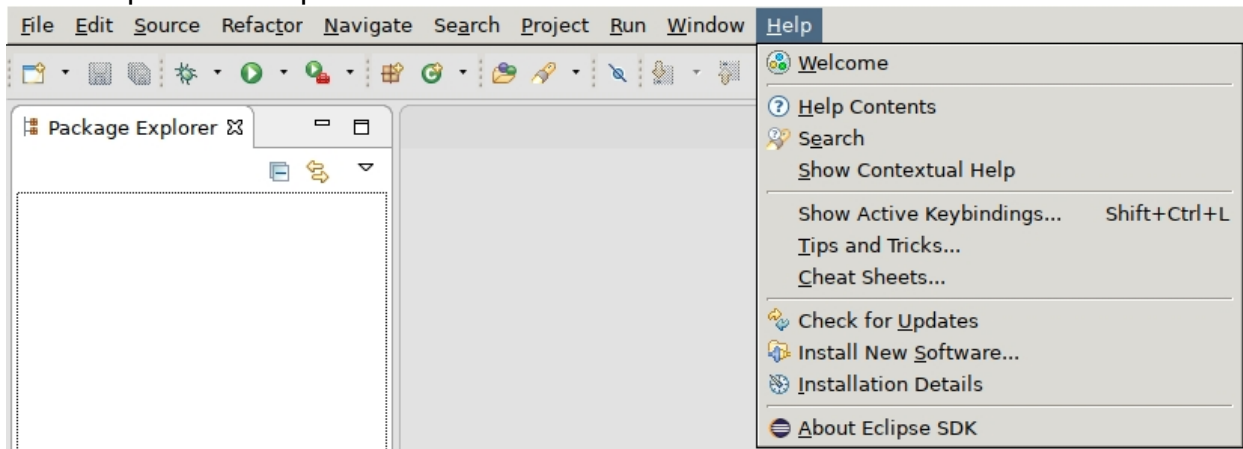 File Edit Source Refactor Navigate Search Project Run Window Help
Package Explorer
Welcome
Help Contents
Search
Show Contextual Help
Show Active Keybindings... Shift+Ctrl+L
Tips and Tricks...
Cheat Sheets...
Check for Updates
Install New Software...
Installation Details
About Eclipse SDK